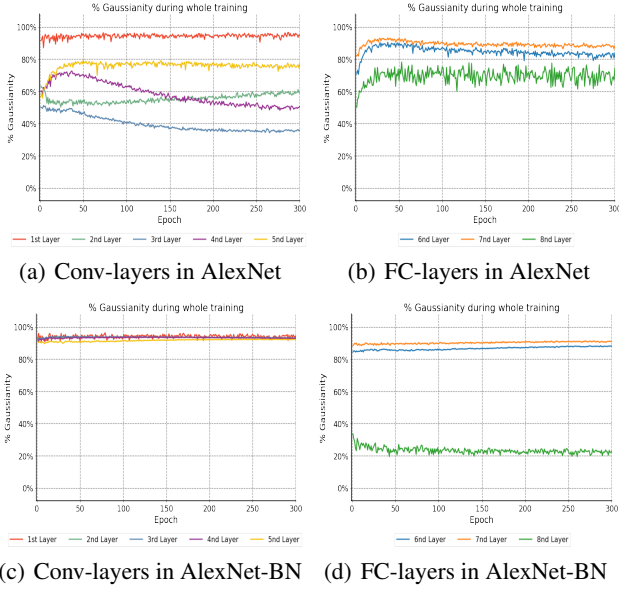 % Gaussianity during whole training
% Gaussianity during whole training
100%
80%
60%
40%
20%
0%
% Gaussianity
0 50 100 150 200 250 300
Epoch
1st Layer 2nd Layer 3rd Layer 4nd Layer 5nd Layer
100%
80%
60%
40%
20%
0%
% Gaussianity
0 50 100 150 200 250 300
Epoch
6nd Layer 7nd Layer 8nd Layer
(a) Conv-layers in AlexNet
(b) FC-layers in AlexNet
% Gaussianity during whole training
% Gaussianity during whole training
100%
80%
60%
40%
20%
0%
% Gaussianity
0 50 100 150 200 250 300
Epoch
1st Layer 2nd Layer 3rd Layer 4nd Layer 5nd Layer
100%
80%
60%
40%
20%
0%
% Gaussianity
0 50 100 150 200 250 300
Epoch
6nd Layer 7nd Layer 8nd Layer
(c) Conv-layers in AlexNet-BN
(d) FC-layers in AlexNet-BN